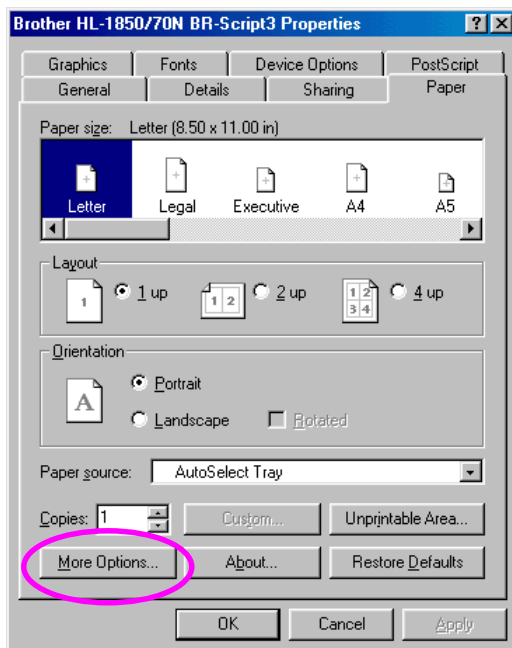 Brother HL-1850/70N BR-Script3 Properties
Graphics Fonts Device Options PostScript
General Details Sharing Paper
Paper size: Letter (8.50 x 11.00 in)
Letter Legal Executive A4 A5
Layout
1 1 up 1 2 2 up 1 2 4 up
3 4
Orientation
A Portrait
Landscape Rotated
Paper source: AutoSelect Tray
Copies: 1 Custom... Unprintable Area...
More Options... About... Restore Defaults
OK Cancel Apply